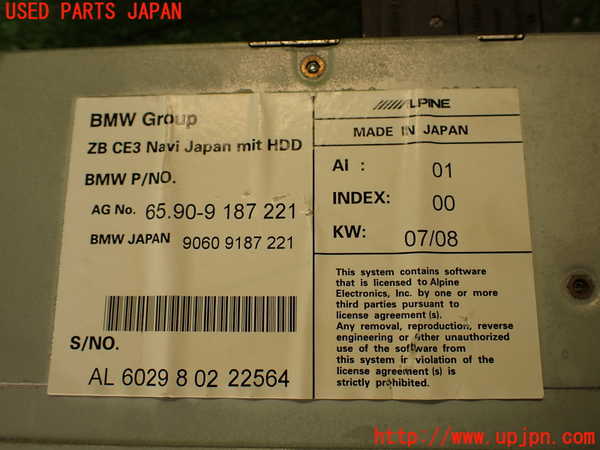 USED PARTS JAPAN
BMW Group
ZB CE3 Navi Japan mit HDD
BMW P/NO.
AG No. 65.90-9 187 221
BMW JAPAN 9060 9187 221
S/NO.
AL 6029 8 02 22564
ALPINE
MADE IN JAPAN
AI : 01
INDEX: 00
KW: 07/08
This system contains software
that is licensed to Alpine
Electronics, Inc. by one or more
third parties pursuant to
license agreement (s).
Any removal, reproduction, reverse
engineering or other unauthorized
use of the software from
this system in violation of the
license agreement (s) is
strictly prohibited.
http://www.upjpn.com